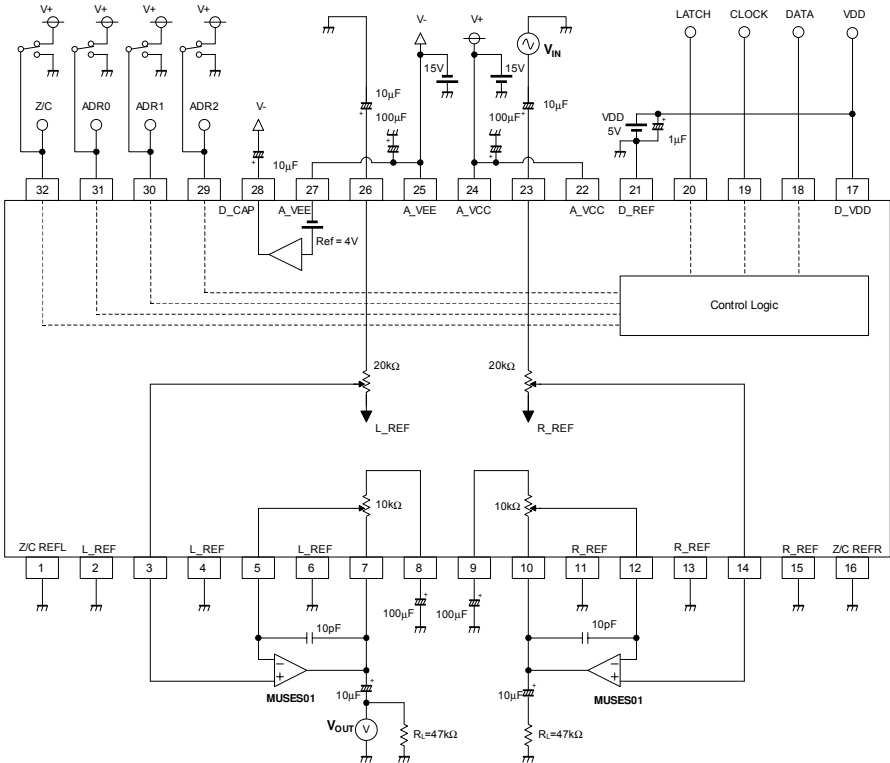 V+ V+ V+ V+ V- V+ LATCH CLOCK DATA VDD
V_IN
15V 15V
Z/C ADR0 ADR1 ADR2 V- 10μF 100μF 100μF 10μF VDD 5V 1μF
10μF
32 31 30 29 28 27 26 25 24 23 22 21 20 19 18 17
D_CAP A_VEE A_VEE A_VCC A_VCC D_REF D_VDD
Ref = 4V
Control Logic
20kΩ 20kΩ
L_REF R_REF
10kΩ 10kΩ
Z/C REFL L_REF L_REF L_REF R_REF R_REF R_REF Z/C REFR
1 2 3 4 5 6 7 8 9 10 11 12 13 14 15 16
100μF 100μF
10pF 10pF
− + + + − +
MUSES01 MUSES01
10μF 10μF
V_OUT V R_L=47kΩ R_L=47kΩ